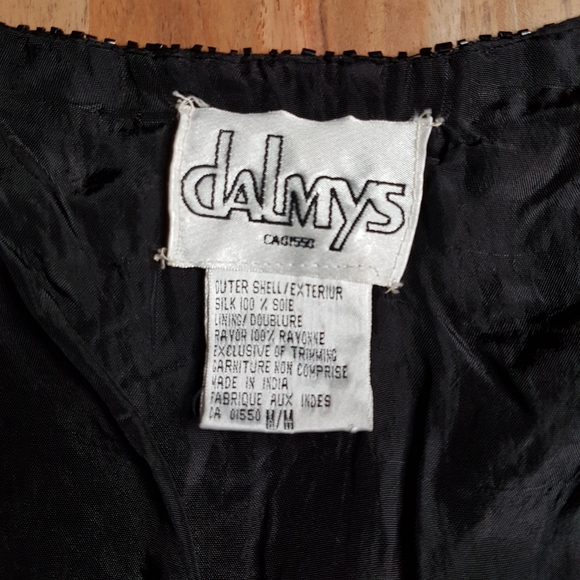 dalmys
CA01550
OUTER SHELL/EXTERIUR
SILK 100 % SOIE
LINING/DOUBLURE
RAYON 100% RAYONNE
EXCLUSIVE OF TRIMMING
GARNITURE NON COMPRISE
MADE IN INDIA
FABRIQUE AUX INDES
CA 01550 M/M